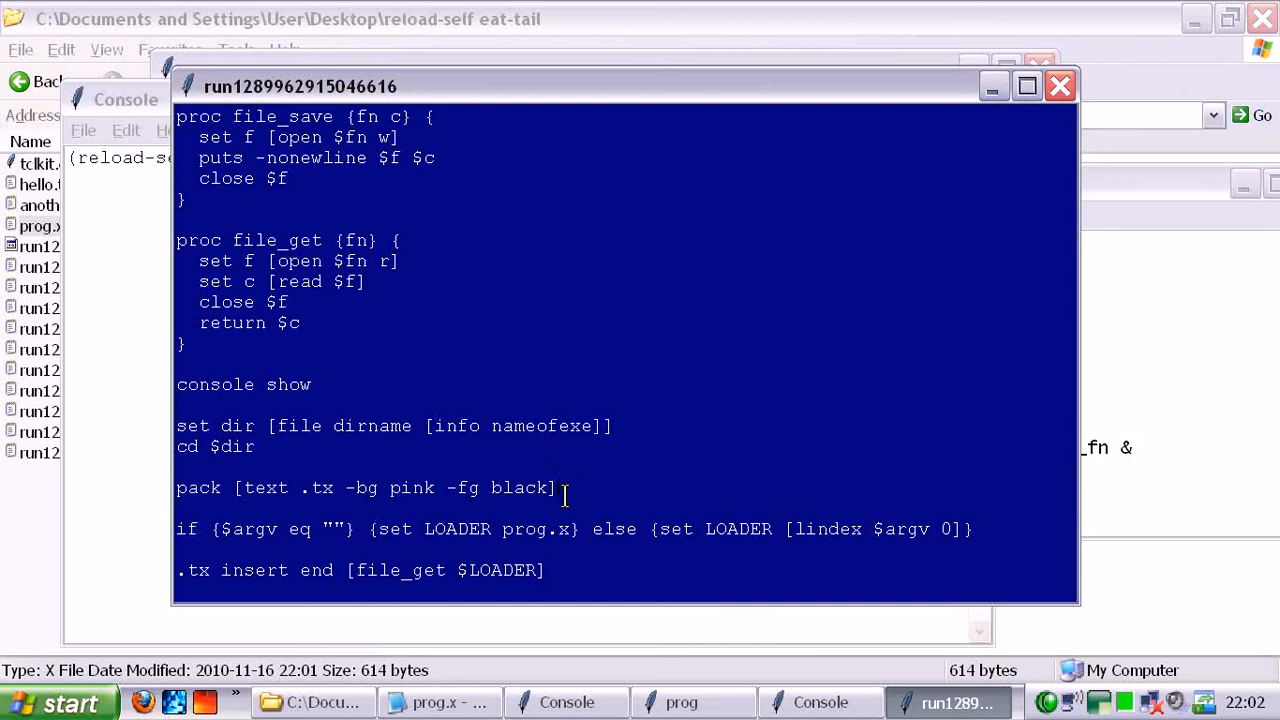 C:\Documents and Settings\User\Desktop\reload-self eat-tail
File Edit View
run1289962915046616
Console
File Edit
Name
Go
tclkit.
hello.
anoth
prog.x
run12
run12
run12
run12
run12
run12
run12
run12
run12
run12
run12
(reload-se
proc file_save {fn c} {
set f [open $fn w]
puts -nonewline $f $c
close $f
}
proc file_get {fn} {
set f [open $fn r]
set c [read $f]
close $f
return $c
}
console show
set dir [file dirname [info nameofexe]]
cd $dir
pack [text .tx -bg pink -fg black]
if {$argv eq ""} {set LOADER prog.x} else {set LOADER [lindex $argv 0]}
.tx insert end [file_get $LOADER]
_fn &
Type: X File Date Modified: 2010-11-16 22:01 Size: 614 bytes
614 bytes
My Computer
start
»
C:\Docu...
prog.x - ...
Console
prog
Console
run1289...
22:02